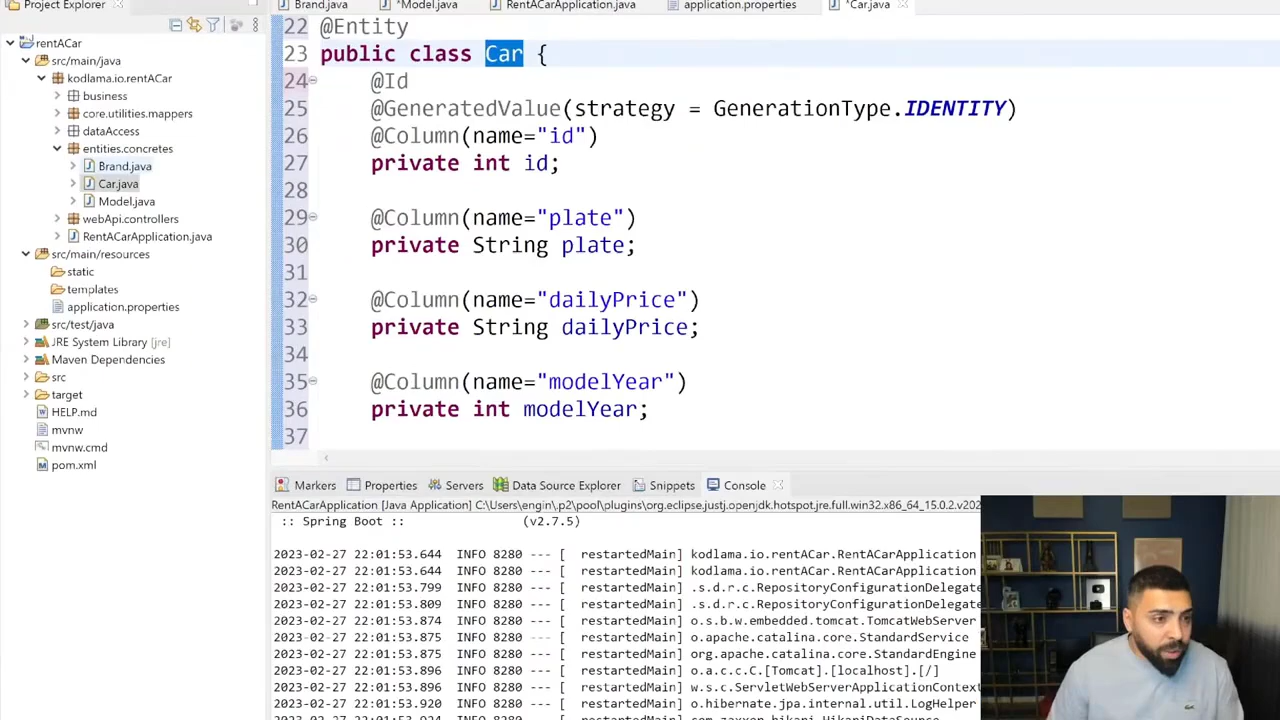 Project Explorer
Brand.java
*Model.java
RentACarApplication.java
application.properties
*Car.java
rentACar
src/main/java
kodlama.io.rentACar
business
core.utilities.mappers
dataAccess
entities.concretes
Brand.java
Car.java
Model.java
webApi.controllers
RentACarApplication.java
src/main/resources
static
templates
application.properties
src/test/java
JRE System Library [jre]
Maven Dependencies
src
target
HELP.md
mvnw
mvnw.cmd
pom.xml
22 @Entity
23 public class Car {
24 @Id
25 @GeneratedValue(strategy = GenerationType.IDENTITY)
26 @Column(name="id")
27 private int id;
28
29 @Column(name="plate")
30 private String plate;
31
32 @Column(name="dailyPrice")
33 private String dailyPrice;
34
35 @Column(name="modelYear")
36 private int modelYear;
37
Markers Properties Servers Data Source Explorer Snippets Console
RentACarApplication [Java Application] C:\Users\engin\.p2\pool\plugins\org.eclipse.justj.openjdk.hotspot.jre.full.win32.x86_64_15.0.2.v202
:: Spring Boot :: (v2.7.5)
2023-02-27 22:01:53.644 INFO 8280 --- [ restartedMain] kodlama.io.rentACar.RentACarApplication
2023-02-27 22:01:53.644 INFO 8280 --- [ restartedMain] kodlama.io.rentACar.RentACarApplication
2023-02-27 22:01:53.799 INFO 8280 --- [ restartedMain] .s.d.r.c.RepositoryConfigurationDelegate
2023-02-27 22:01:53.809 INFO 8280 --- [ restartedMain] .s.d.r.c.RepositoryConfigurationDelegate
2023-02-27 22:01:53.874 INFO 8280 --- [ restartedMain] o.s.b.w.embedded.tomcat.TomcatWebServer
2023-02-27 22:01:53.875 INFO 8280 --- [ restartedMain] o.apache.catalina.core.StandardService
2023-02-27 22:01:53.875 INFO 8280 --- [ restartedMain] org.apache.catalina.core.StandardEngine
2023-02-27 22:01:53.896 INFO 8280 --- [ restartedMain] o.a.c.c.C.[Tomcat].[localhost].[/]
2023-02-27 22:01:53.896 INFO 8280 --- [ restartedMain] w.s.c.ServletWebServerApplicationContext
2023-02-27 22:01:53.920 INFO 8280 --- [ restartedMain] o.hibernate.jpa.internal.util.LogHelper
2023-02-27 22:01:53.924 INFO 8280 --- [ restartedMain] com.zaxxer.hikari.HikariDataSource